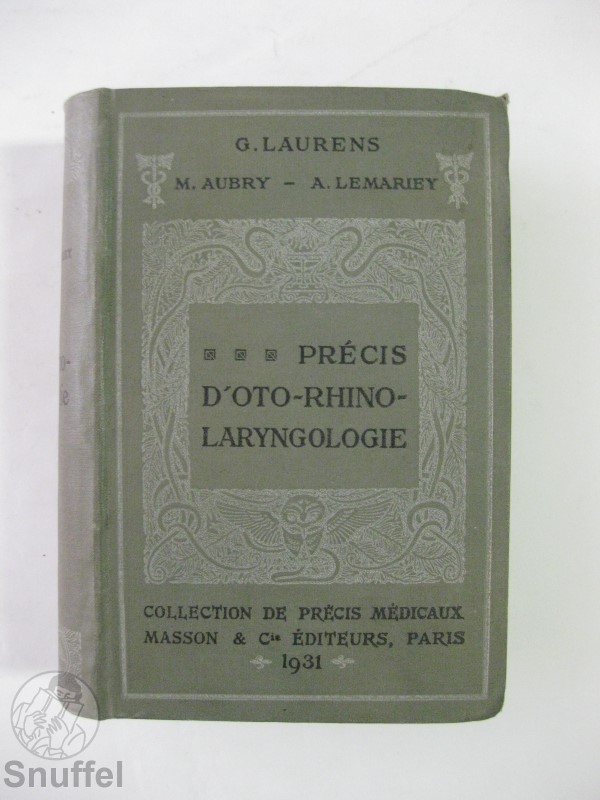 G. LAURENS
M. AUBRY – A. LEMARIEY
PRÉCIS
D'OTO-RHINO-
LARYNGOLOGIE
COLLECTION DE PRÉCIS MÉDICAUX
MASSON & Cie ÉDITEURS, PARIS
1931
Snuffel